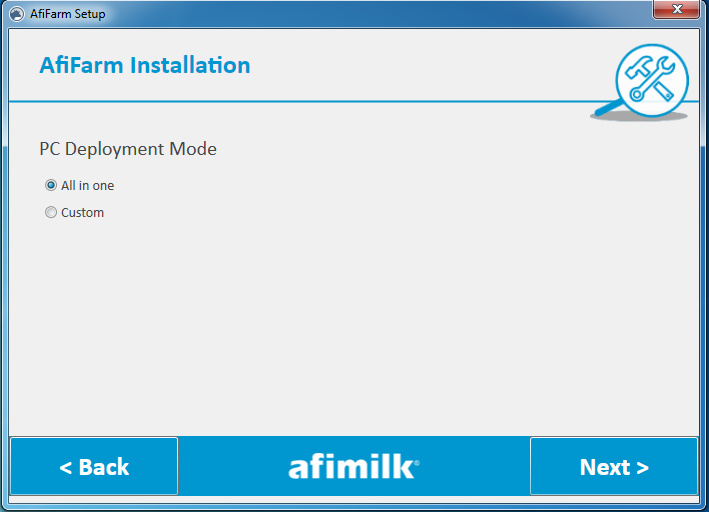 AfiFarm Setup
AfiFarm Installation
PC Deployment Mode
All in one
Custom
< Back
afimilk®
Next >